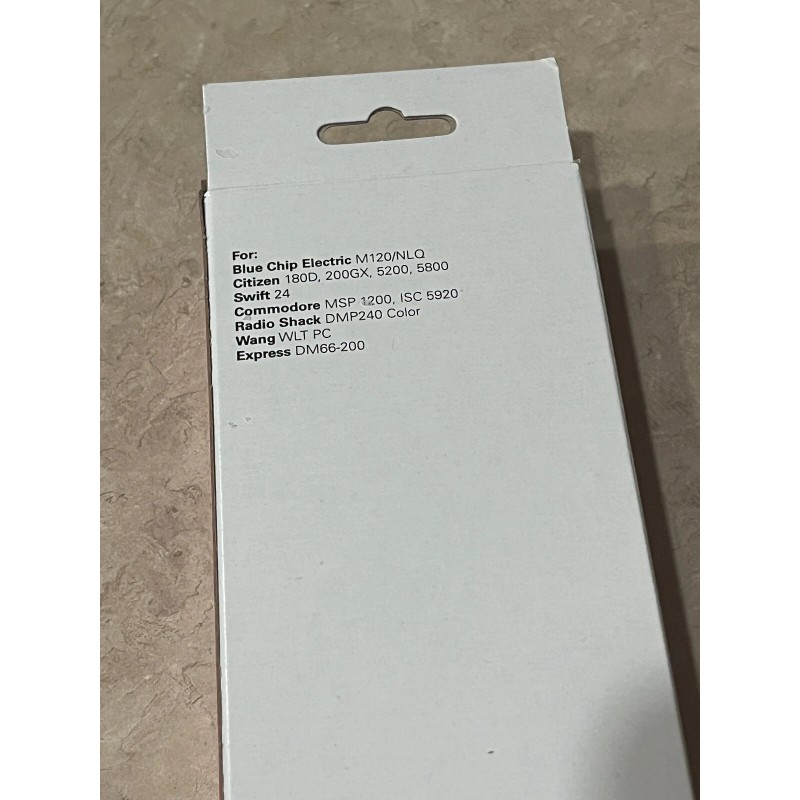 For:
Blue Chip Electric M120/NLQ
Citizen 180D, 200GX, 5200, 5800
Swift 24
Commodore MSP 1200, ISC 5920
Radio Shack DMP240 Color
Wang WLT PC
Express DM66-200